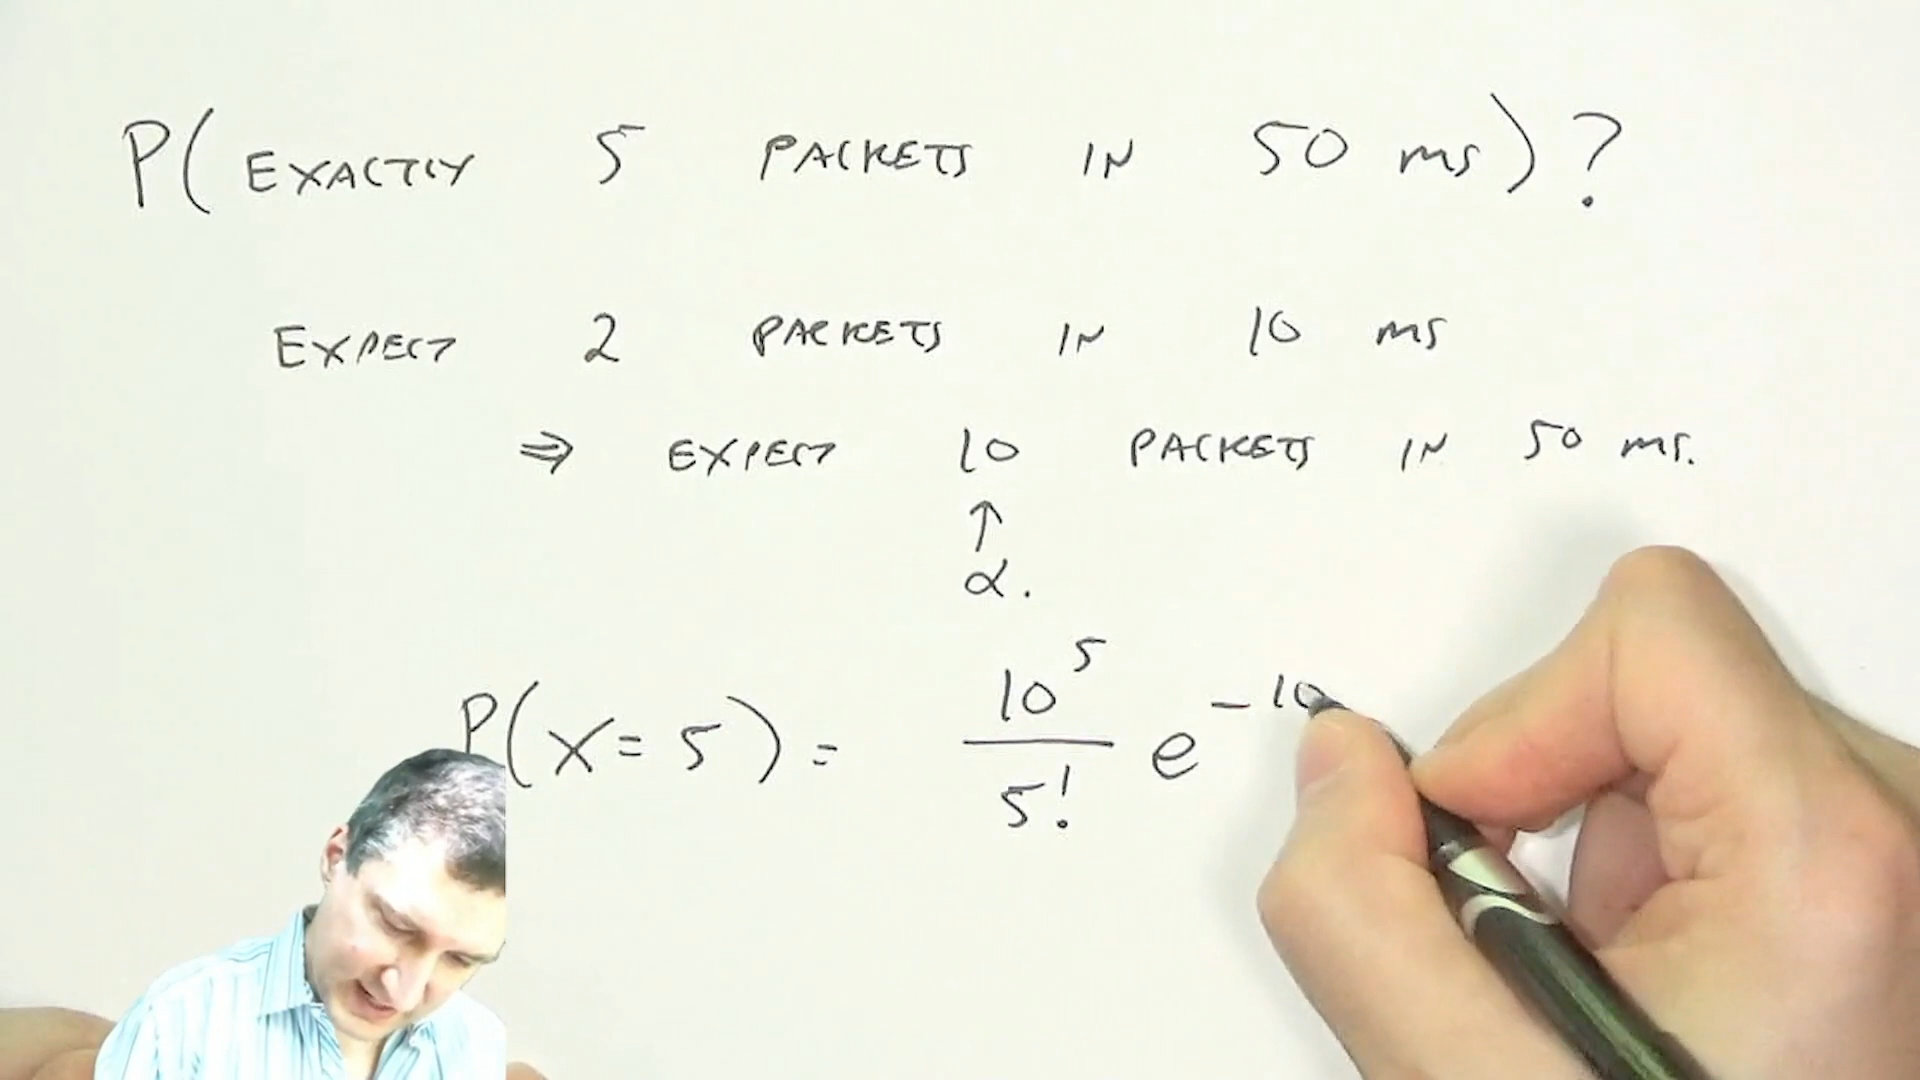 P(EXACTLY 5 PACKETS IN 50 ms)?
EXPECT 2 PACKETS IN 10 ms
⇒ EXPECT 10 PACKETS IN 50 ms.
↑
α.
P(X=5) = 10^5 / 5! e^-10